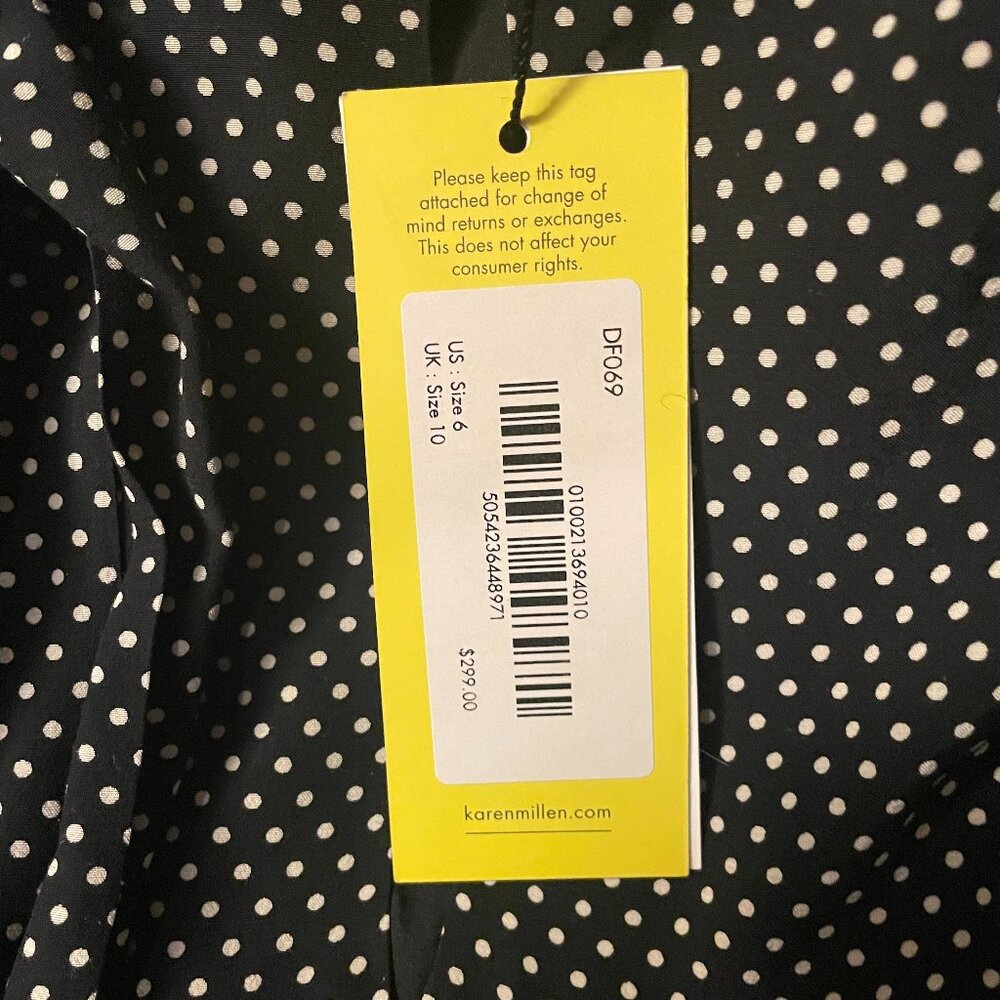 Please keep this tag
attached for change of
mind returns or exchanges.
This does not affect your
consumer rights.
DF069
0100213694010
5054236448971
US : Size 6
UK : Size 10
$299.00
karenmillen.com